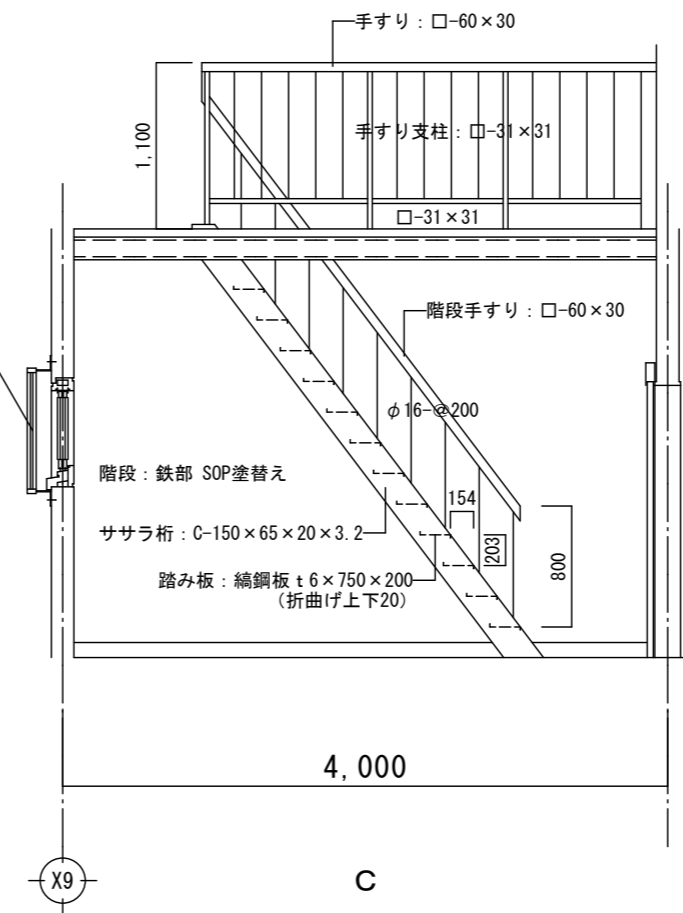 手すり：□-60×30
1,100
手すり支柱：□-31×31
□-31×31
階段手すり：□-60×30
φ16-@200
階段：鉄部 SOP塗替え
154
ササラ桁：C-150×65×20×3.2
203
800
踏み板：縞鋼板ｔ6×750×200
（折曲げ上下20）
4,000
X9
C